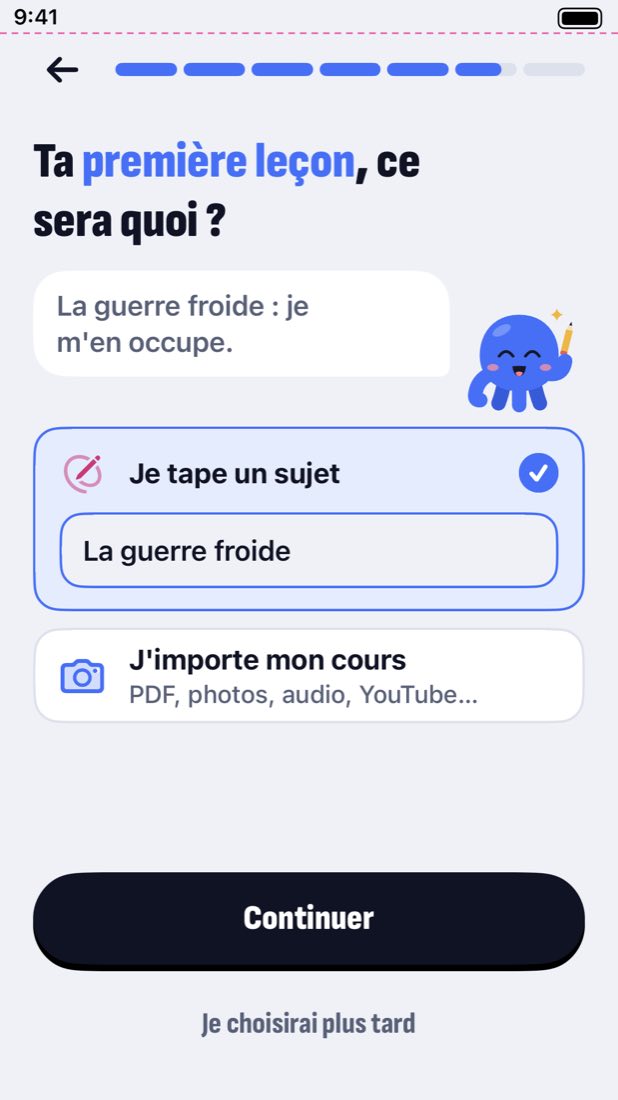 9:41
Ta première leçon, ce
sera quoi ?
La guerre froide : je
m'en occupe.
Je tape un sujet
La guerre froide
J'importe mon cours
PDF, photos, audio, YouTube...
Continuer
Je choisirai plus tard